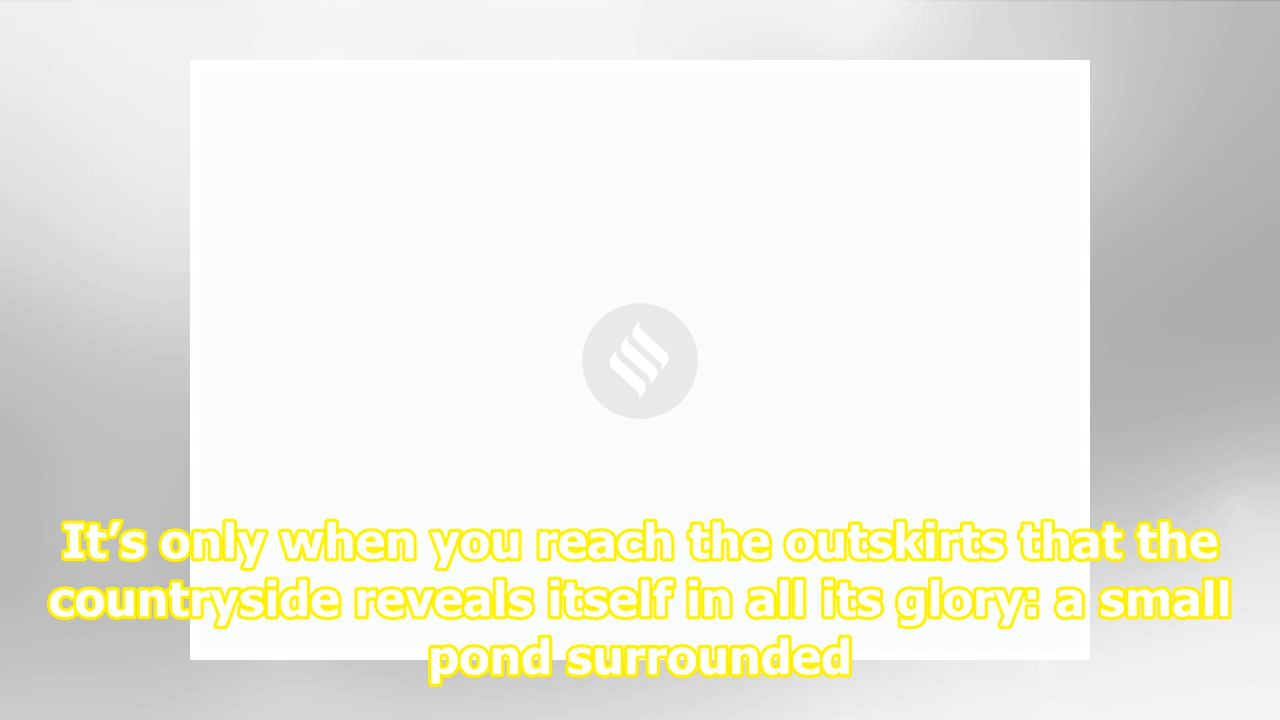 It’s only when you reach the outskirts that the
countryside reveals itself in all its glory: a small
pond surrounded